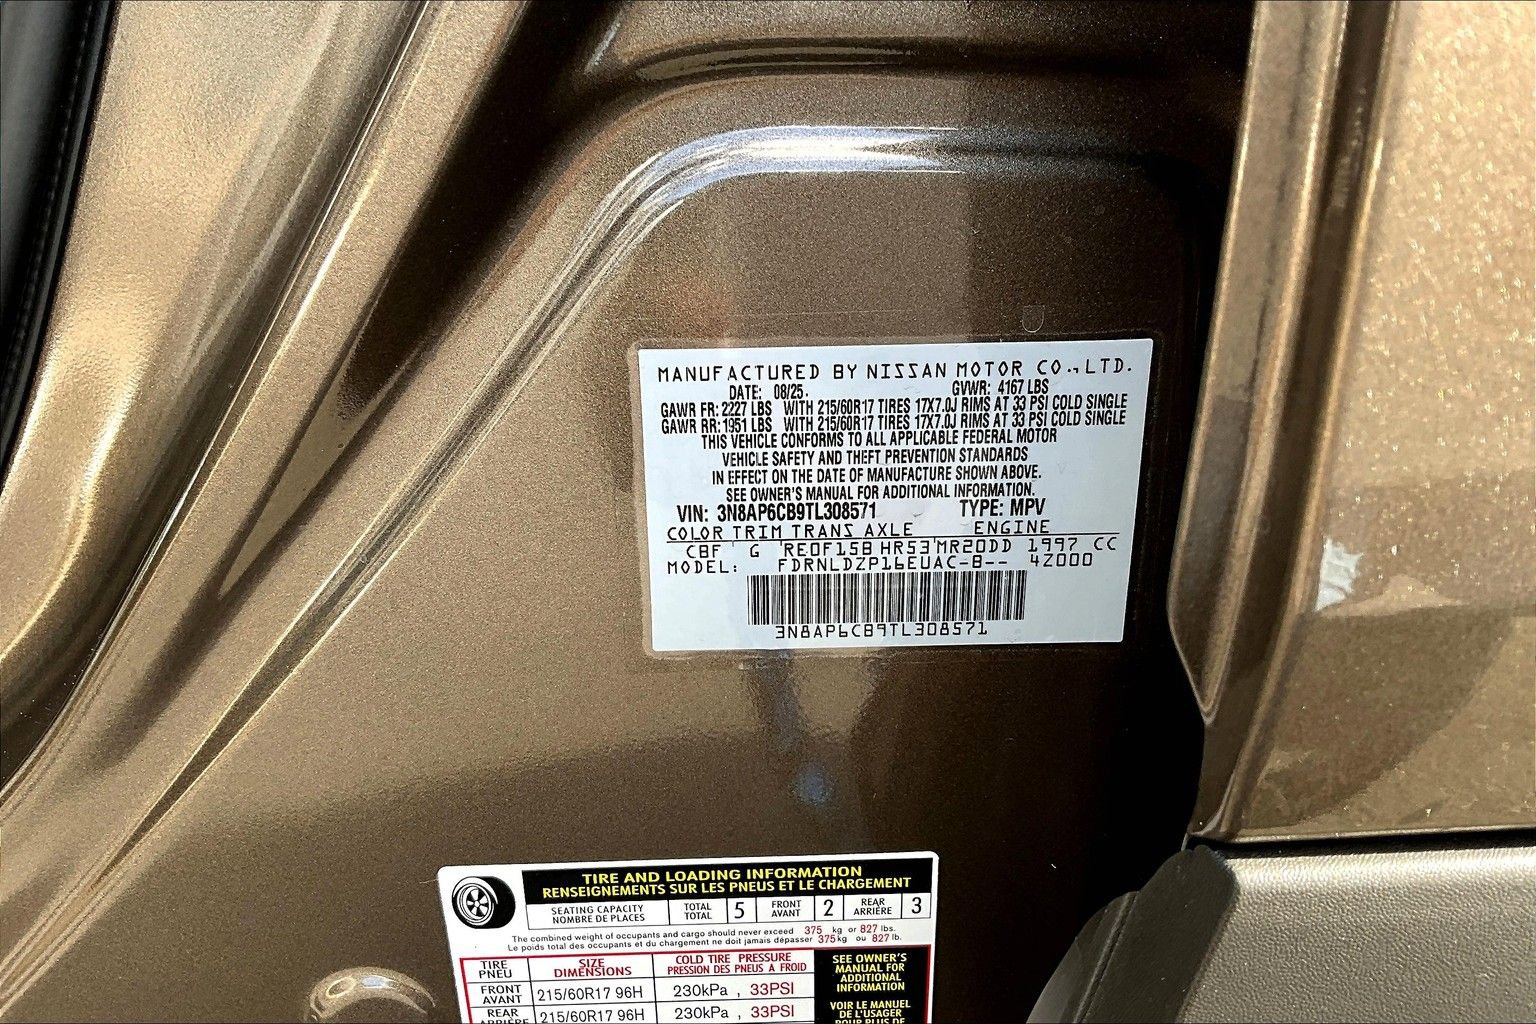 MANUFACTURED BY NISSAN MOTOR CO.,LTD.
DATE: 08/25. GVWR: 4167 LBS
GAWR FR: 2227 LBS WITH 215/60R17 TIRES 17X7.0J RIMS AT 33 PSI COLD SINGLE
GAWR RR: 1951 LBS WITH 215/60R17 TIRES 17X7.0J RIMS AT 33 PSI COLD SINGLE
THIS VEHICLE CONFORMS TO ALL APPLICABLE FEDERAL MOTOR
VEHICLE SAFETY AND THEFT PREVENTION STANDARDS
IN EFFECT ON THE DATE OF MANUFACTURE SHOWN ABOVE.
SEE OWNER'S MANUAL FOR ADDITIONAL INFORMATION.
VIN: 3N8AP6CB9TL308571 TYPE: MPV
COLOR TRIM TRANS AXLE ENGINE
CBF G RE0F15B HR53 MR20DD 1997 CC
MODEL: FDRNLDZP16EUAC-B-- 4Z000
3N8AP6CB9TL308571
TIRE AND LOADING INFORMATION
RENSEIGNEMENTS SUR LES PNEUS ET LE CHARGEMENT
SEATING CAPACITY TOTAL 5 FRONT 2 REAR 3
NOMBRE DE PLACES TOTAL AVANT ARRIÈRE
The combined weight of occupants and cargo should never exceed 375 kg or 827 lbs.
Le poids total des occupants et du chargement ne doit jamais dépasser 375 kg ou 827 lb.
TIRE SIZE COLD TIRE PRESSURE
PNEU DIMENSIONS PRESSION DES PNEUS A FROID
FRONT
AVANT 215/60R17 96H 230kPa , 33PSI
REAR
ARRIÈRE 215/60R17 96H 230kPa , 33PSI
SEE OWNER'S
MANUAL FOR
ADDITIONAL
INFORMATION
VOIR LE MANUEL
DE L'USAGER
POUR PLUS DE